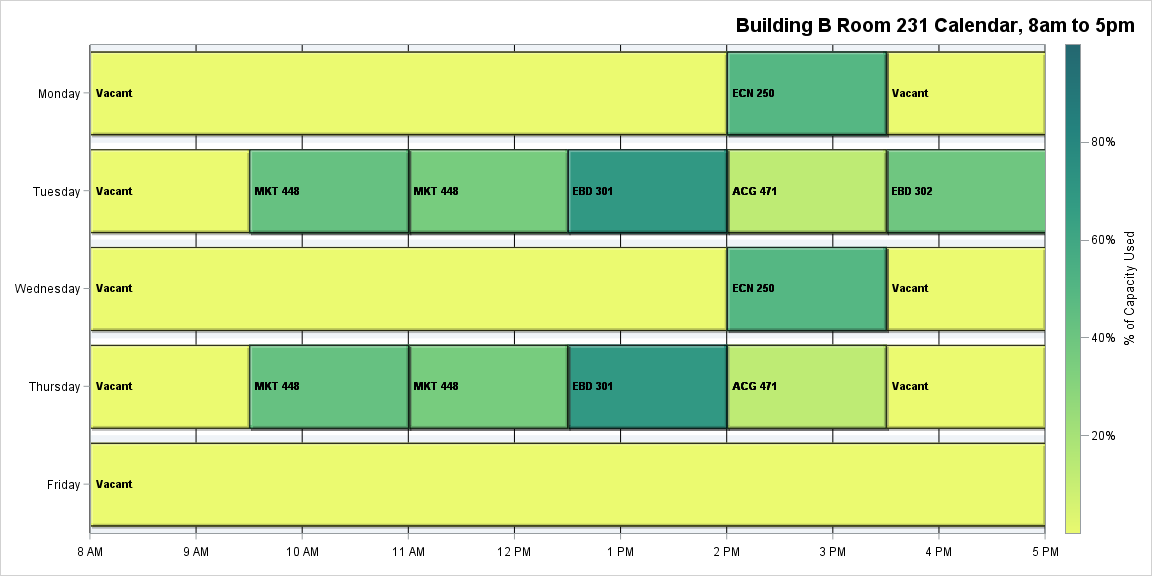 Building B Room 231 Calendar, 8am to 5pm
Monday
Vacant
ECN 250
Vacant
Tuesday
Vacant
MKT 448
MKT 448
EBD 301
ACG 471
EBD 302
Wednesday
Vacant
ECN 250
Vacant
Thursday
Vacant
MKT 448
MKT 448
EBD 301
ACG 471
Vacant
Friday
Vacant
8 AM
9 AM
10 AM
11 AM
12 PM
1 PM
2 PM
3 PM
4 PM
5 PM
80%
60%
40%
20%
% of Capacity Used